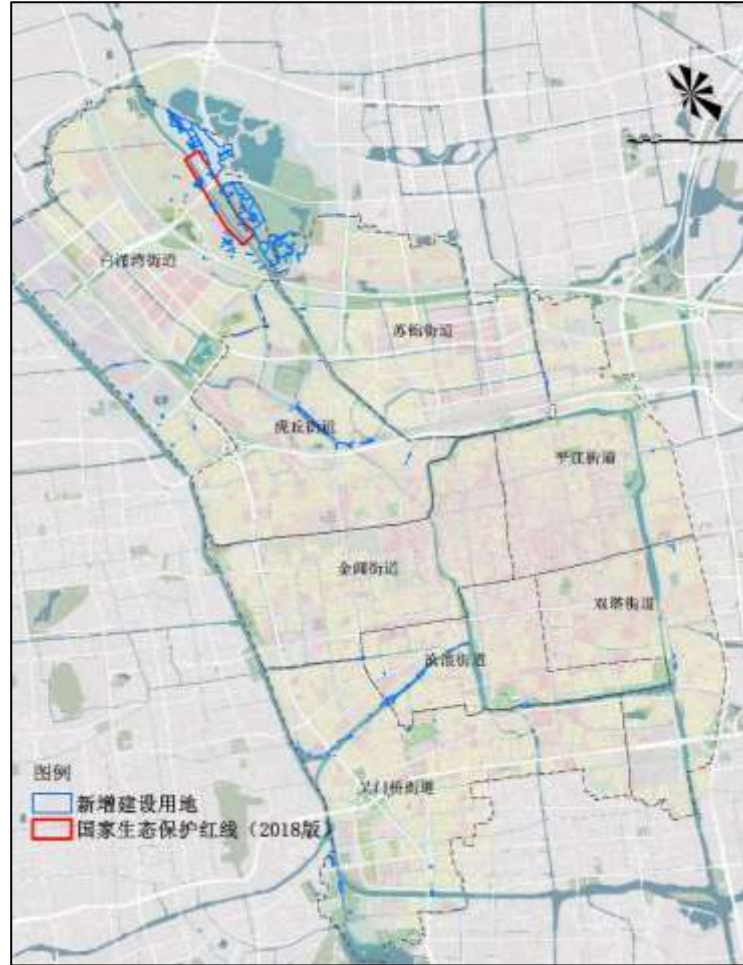 白洋湾街道
苏锦街道
虎丘街道
平江街道
金阊街道
双塔街道
沧浪街道
吴门桥街道
图例
新增建设用地
国家生态保护红线（2018版）